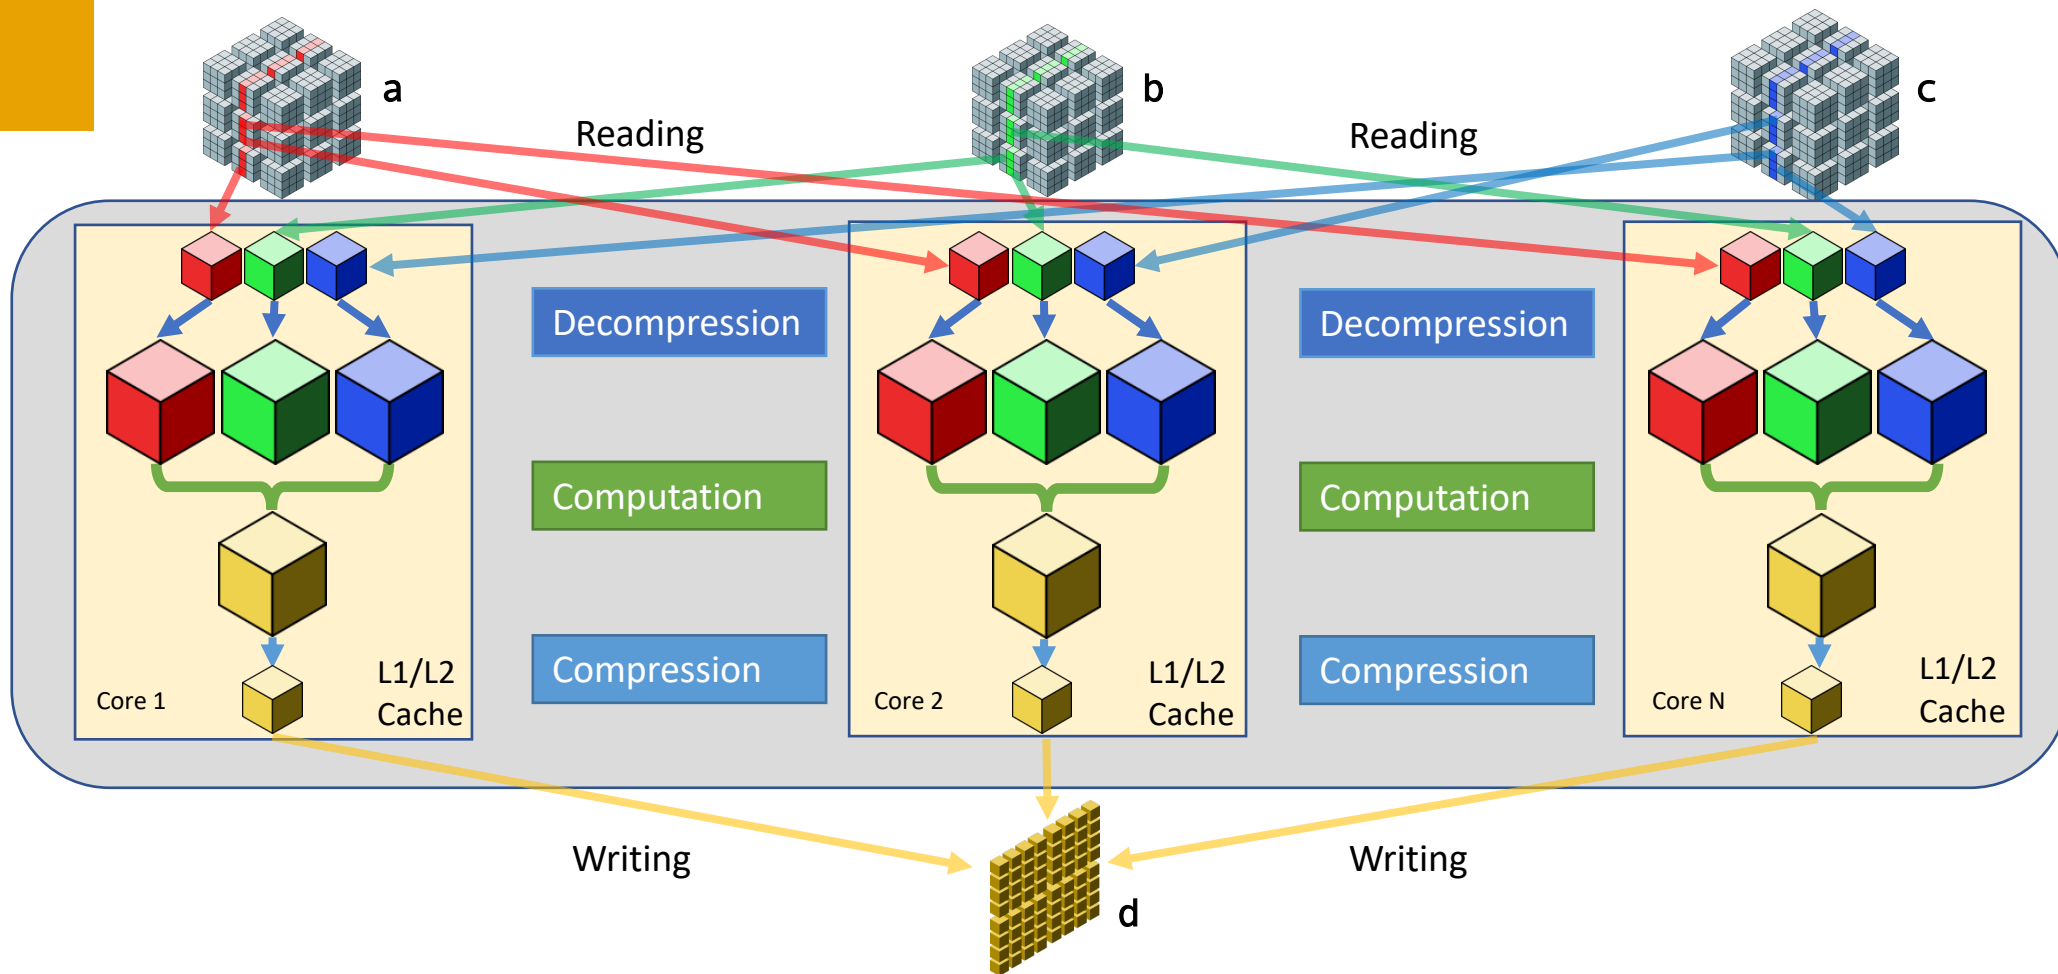 a
b
c
Reading
Reading
Decompression
Decompression
Computation
Computation
Compression
Compression
Core 1
L1/L2
Cache
Core 2
L1/L2
Cache
Core N
L1/L2
Cache
Writing
Writing
d